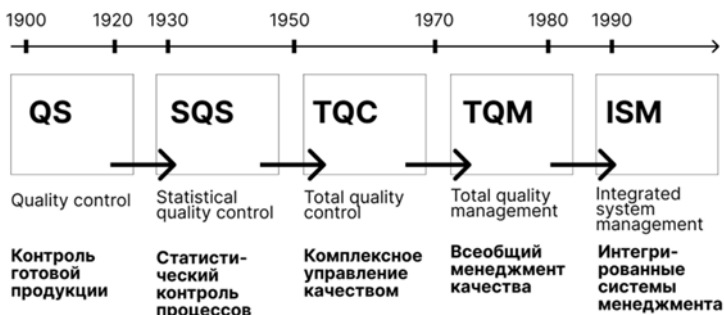 1900 1920 1930 1950 1970 1980 1990
QS SQS TQC TQM ISM
Quality control
Statistical
quality control
Total quality
control
Total quality
management
Integrated
system
management
Контроль
готовой
продукции
Статисти-
ческий
контроль
процессов
Комплексное
управление
качеством
Всеобщий
менеджмент
качества
Интегри-
рованные
системы
менеджмента